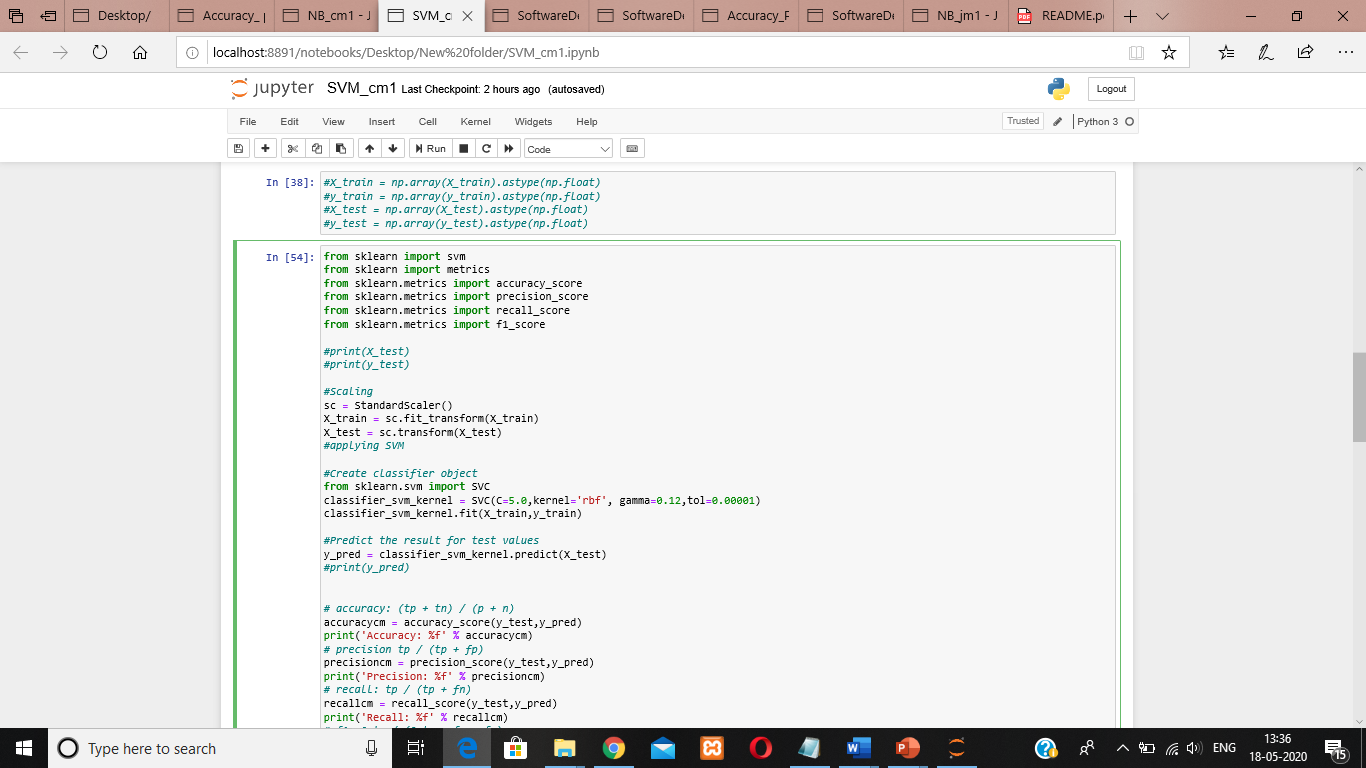 Desktop/
Accuracy_
NB_cm1 - J
SVM_c
SoftwareDe
SoftwareDe
Accuracy_P
SoftwareDe
NB_jm1 - J
README.p
localhost:8891/notebooks/Desktop/New%20folder/SVM_cm1.ipynb
jupyter SVM_cm1 Last Checkpoint: 2 hours ago (autosaved)
Logout
File Edit View Insert Cell Kernel Widgets Help
Trusted
Python 3
Run
Code
In [38]:
#X_train = np.array(X_train).astype(np.float)
#y_train = np.array(y_train).astype(np.float)
#X_test = np.array(X_test).astype(np.float)
#y_test = np.array(y_test).astype(np.float)
In [54]:
from sklearn import svm
from sklearn import metrics
from sklearn.metrics import accuracy_score
from sklearn.metrics import precision_score
from sklearn.metrics import recall_score
from sklearn.metrics import f1_score
#print(X_test)
#print(y_test)
#Scaling
sc = StandardScaler()
X_train = sc.fit_transform(X_train)
X_test = sc.transform(X_test)
#applying SVM
#Create classifier object
from sklearn.svm import SVC
classifier_svm_kernel = SVC(C=5.0,kernel='rbf', gamma=0.12,tol=0.00001)
classifier_svm_kernel.fit(X_train,y_train)
#Predict the result for test values
y_pred = classifier_svm_kernel.predict(X_test)
#print(y_pred)
# accuracy: (tp + tn) / (p + n)
accuracycm = accuracy_score(y_test,y_pred)
print('Accuracy: %f' % accuracycm)
# precision tp / (tp + fp)
precisioncm = precision_score(y_test,y_pred)
print('Precision: %f' % precisioncm)
# recall: tp / (tp + fn)
recallcm = recall_score(y_test,y_pred)
print('Recall: %f' % recallcm)
Type here to search
ENG
13:36
18-05-2020
15